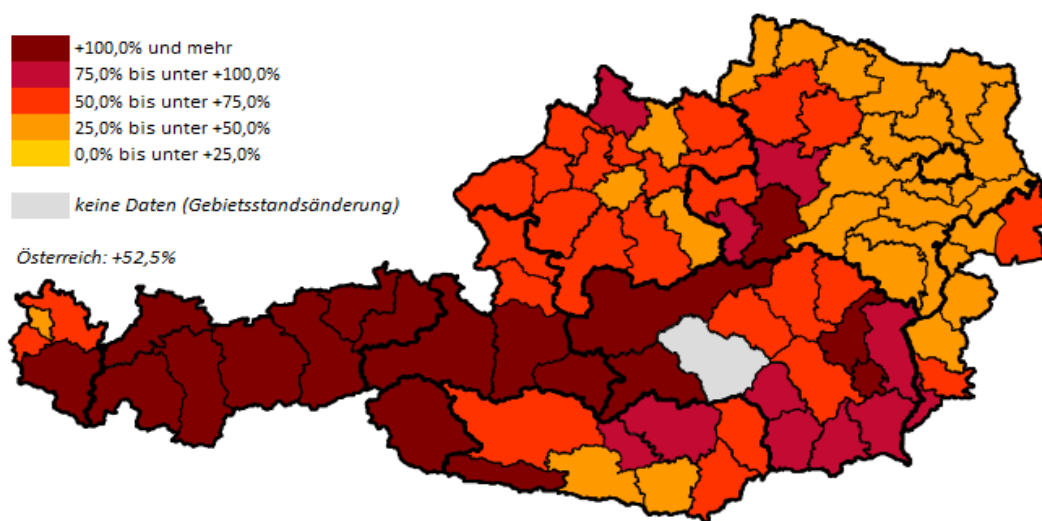 +100,0% und mehr
75,0% bis unter +100,0%
50,0% bis unter +75,0%
25,0% bis unter +50,0%
0,0% bis unter +25,0%
keine Daten (Gebietsstandsänderung)
Österreich: +52,5%